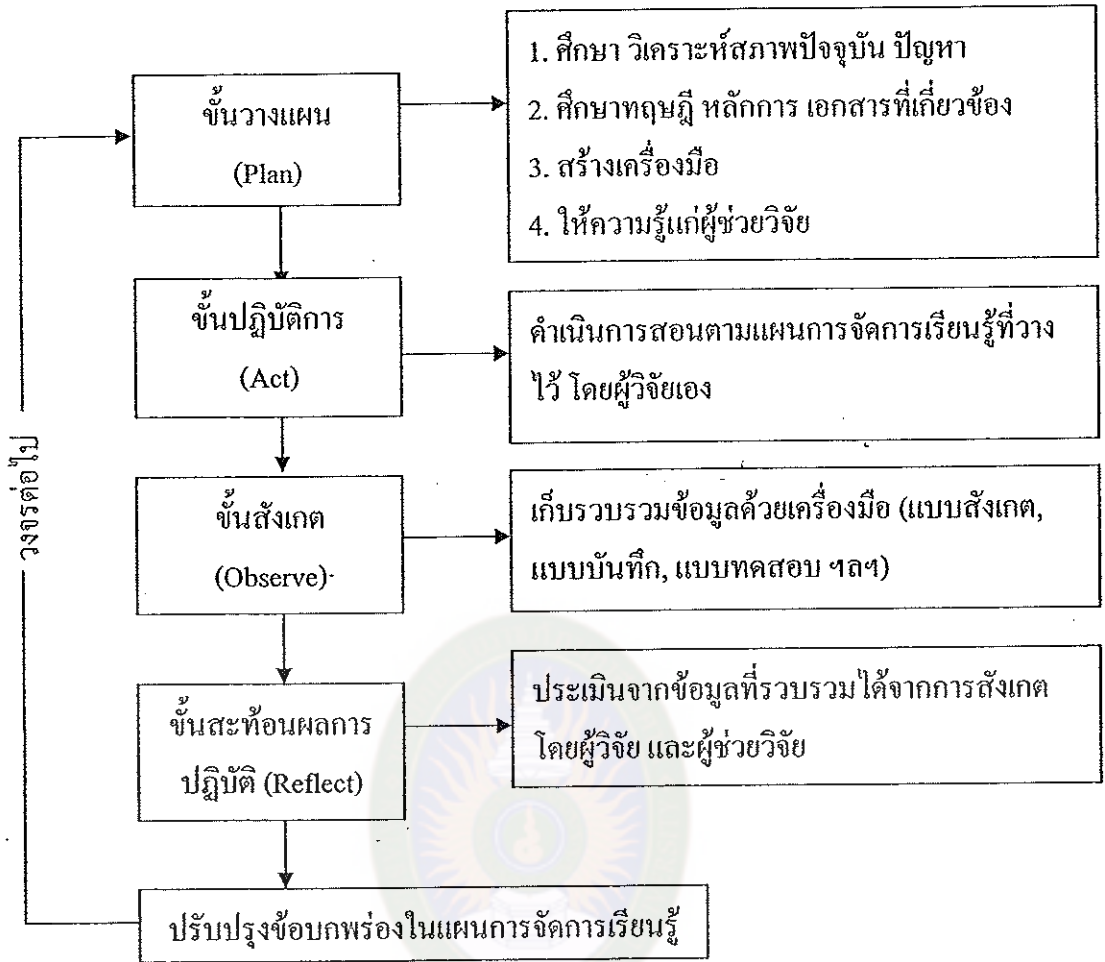 1. ศึกษา วิเคราะห์สภาพปัจจุบัน ปัญหา
ขั้นวางแผน
2. ศึกษาทฤษฎี หลักการ เอกสารที่เกี่ยวข้อง
(Plan)
3. สร้างเครื่องมือ
4. ให้ความรู้แก่ผู้ช่วยวิจัย
ขั้นปฏิบัติการ
(Act)
ดำเนินการสอนตามแผนการจัดการเรียนรู้ที่วาง
ไว้ โดยผู้วิจัยเอง
วงจรต่อไป
ขั้นสังเกต
(Observe)
เก็บรวบรวมข้อมูลด้วยเครื่องมือ (แบบสังเกต,
แบบบันทึก, แบบทดสอบ ฯลฯ)
ขั้นสะท้อนผลการ
ปฏิบัติ (Reflect)
ประเมินจากข้อมูลที่รวบรวมได้จากการสังเกต
โดยผู้วิจัย และผู้ช่วยวิจัย
ปรับปรุงข้อบกพร่องในแผนการจัดการเรียนรู้